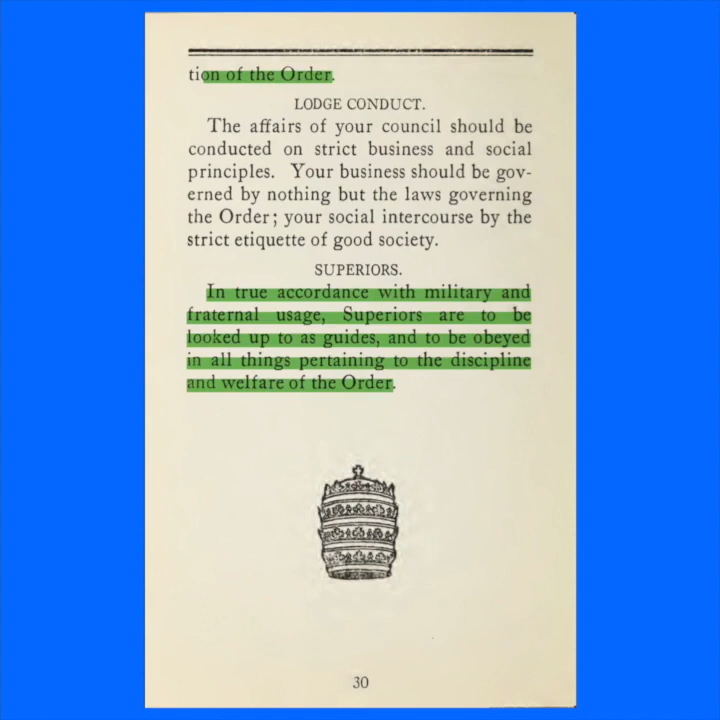 tion of the Order.
LODGE CONDUCT.
The affairs of your council should be
conducted on strict business and social
principles. Your business should be gov-
erned by nothing but the laws governing
the Order; your social intercourse by the
strict etiquette of good society.
SUPERIORS.
In true accordance with military and
fraternal usage, Superiors are to be
looked up to as guides, and to be obeyed
in all things pertaining to the discipline
and welfare of the Order.
30